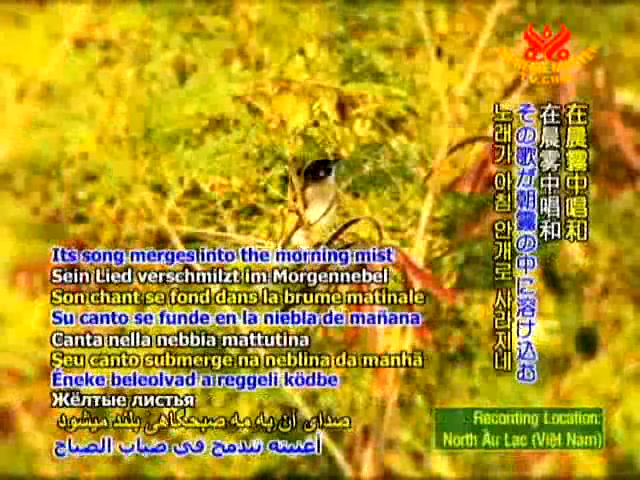 Its song merges into the morning mist
Sein Lied verschmilzt im Morgennebel
Son chant se fond dans la brume matinale
Su canto se funde en la niebla de mañana
Canta nella nebbia mattutina
Seu canto submerge na neblina da manhã
Éneke beleolvad a reggeli ködbe
Жёлтые листья
صدای آن به مه صبحگاهی بلند میشود
أغنيته تندمج في ضباب الصباح
在晨霧中唱和
在晨雾中唱和
その歌が朝霧の中に溶け込む
노래가 아침 안개로 사라지네
Recording Location:
North Âu Lạc (Việt Nam)